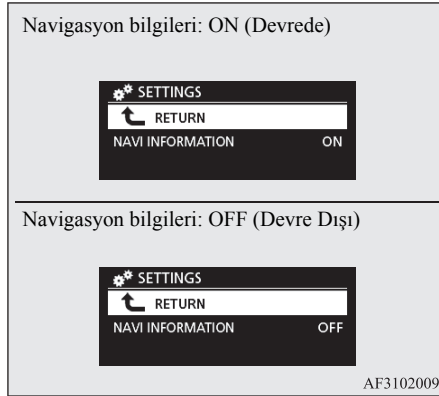 Navigasyon bilgileri: ON (Devrede)
SETTINGS
RETURN
NAVI INFORMATION ON
Navigasyon bilgileri: OFF (Devre Dışı)
SETTINGS
RETURN
NAVI INFORMATION OFF
AF3102009